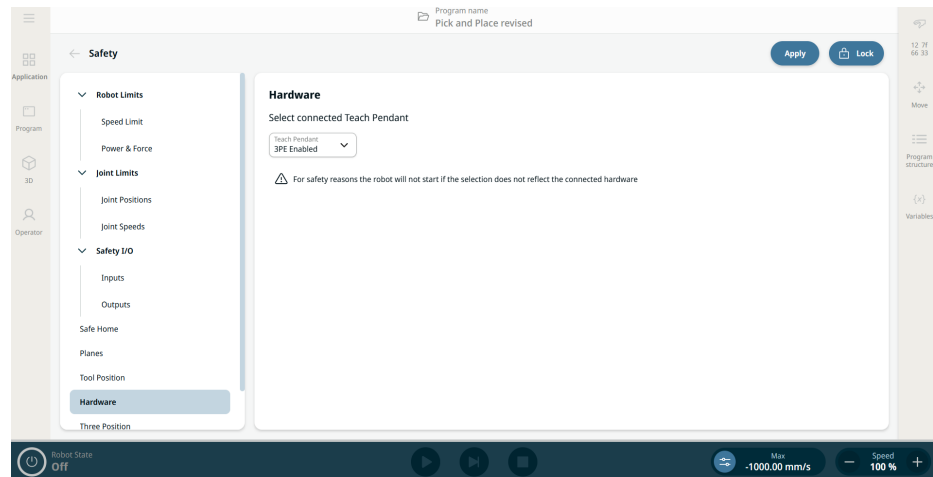 Program name
Pick and Place revised
Application
Program
3D
Operator
Safety
Apply
Lock
Robot Limits
Speed Limit
Power & Force
Joint Limits
Joint Positions
Joint Speeds
Safety I/O
Inputs
Outputs
Safe Home
Planes
Tool Position
Hardware
Three Position
Hardware
Select connected Teach Pendant
Teach Pendant
3PE Enabled
For safety reasons the robot will not start if the selection does not reflect the connected hardware
12 7f
66 33
Move
Program
structure
{x}
Variables
Robot State
Off
Max
-1000.00 mm/s
Speed
100 %